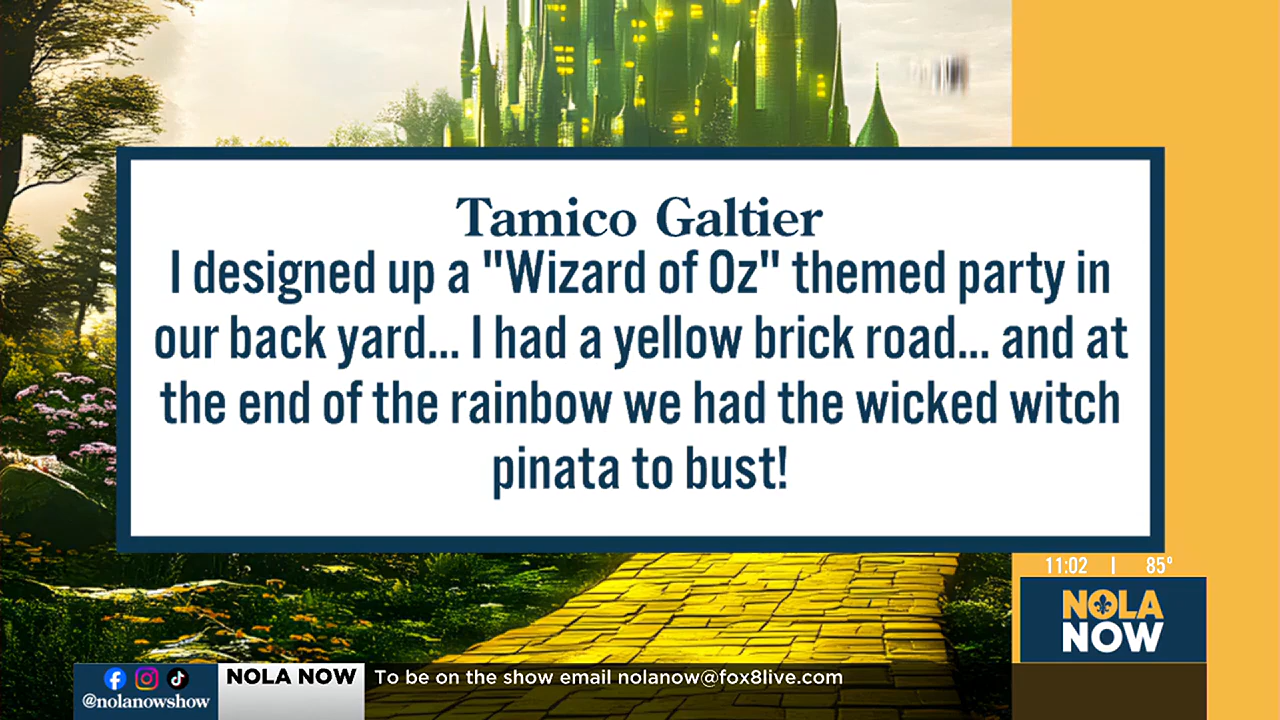 Tamico Galtier
I designed up a "Wizard of Oz" themed party in
our back yard... I had a yellow brick road... and at
the end of the rainbow we had the wicked witch
pinata to bust!
11:02 | 85°
NOLA
NOW
NOLA NOW
To be on the show email nolanow@fox8live.com
@nolanowshow